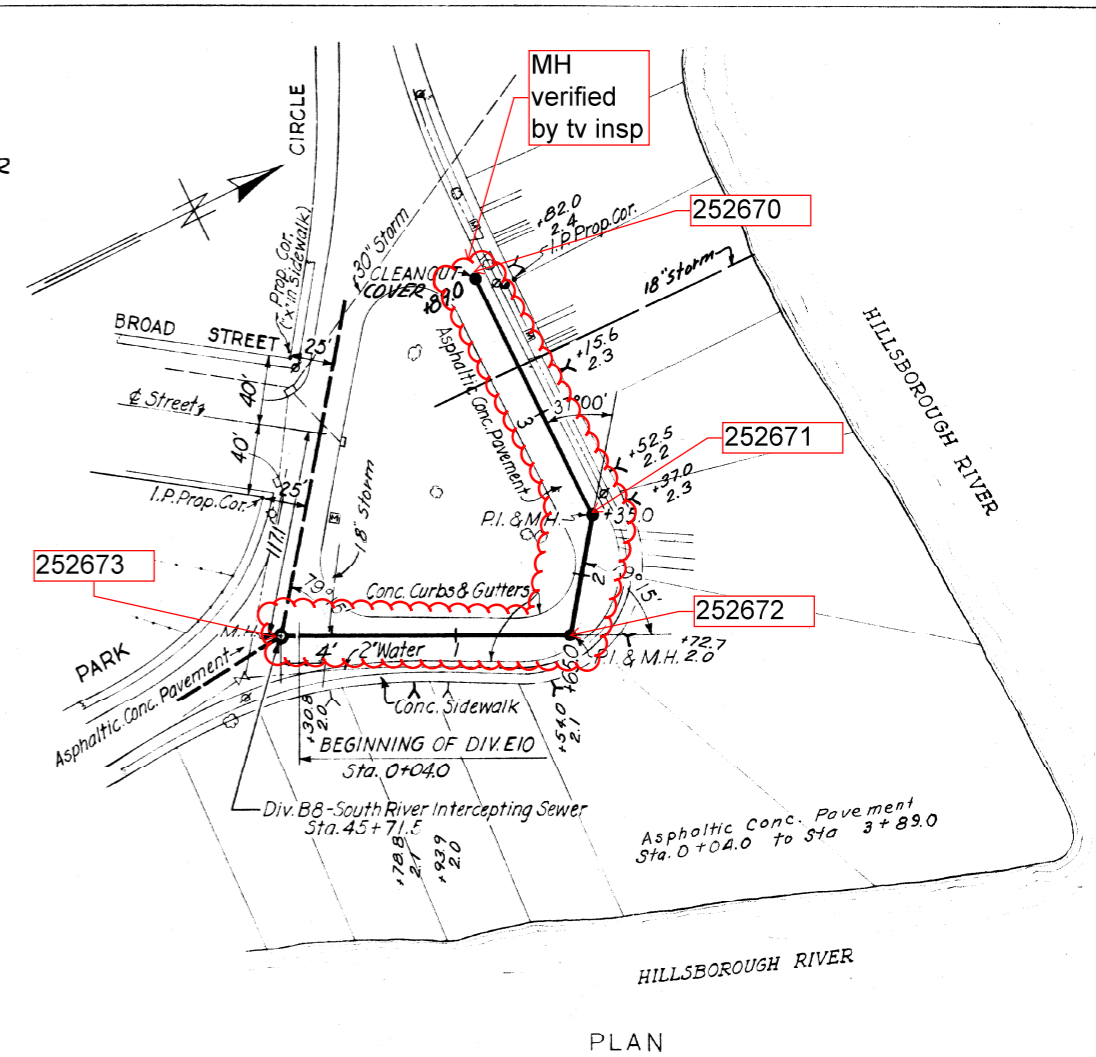 MH
verified
by tv insp
CIRCLE
252670
+82.0
2.4
I.P. Prop. Cor.
30" Storm
Prop. Cor.
("x" in Sidewalk)
CLEANOUT
COVER
+89.0
18" Storm
HILLSBOROUGH RIVER
BROAD STREET
25'
40'
₵ Street
40'
25'
I.P. Prop. Cor.
117.1
Asphaltic Conc. Pavement
3
37°00'
+15.6
2.3
252671
+52.5
2.2
+37.0
2.3
P.I. & M.H.
+35.0
18" Storm
252673
Conc. Curbs & Gutters
2
252672
M.H.
4'
2" Water
1
P.I. & M.H.
+72.7
2.0
+66.0
PARK
Asphaltic Conc. Pavement
Conc. Sidewalk
+30.8
2.0
+54.0
2.1
BEGINNING OF DIV. E10
Sta. 0+04.0
Div. B8-South River Intercepting Sewer
Sta. 45+71.5
+78.8
2.1
+93.9
2.0
Asphaltic Conc. Pavement
Sta. 0+04.0 to Sta 3+89.0
HILLSBOROUGH RIVER
PLAN